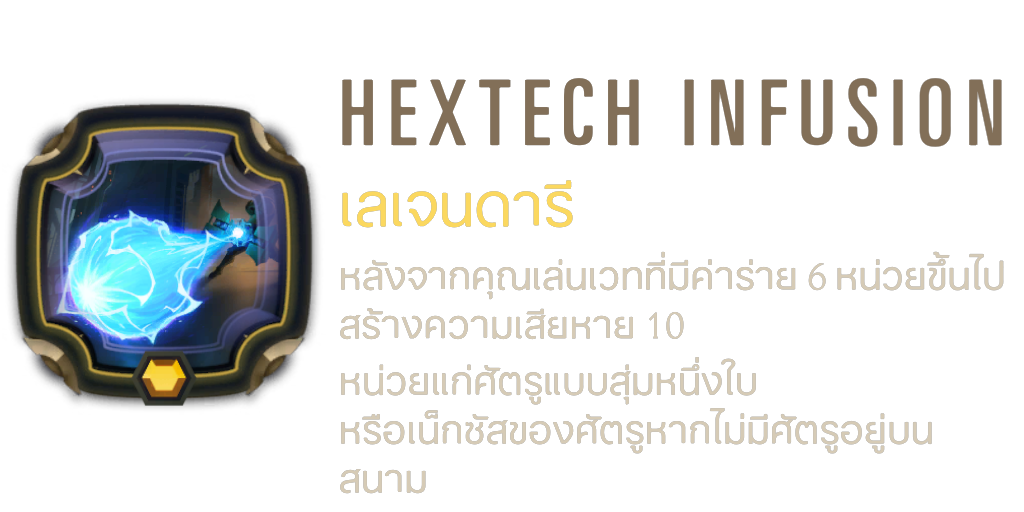 HEXTECH INFUSION
เลเจนดารี
หลังจากคุณเล่นเวทที่มีค่าร่าย 6 หน่วยขึ้นไป
สร้างความเสียหาย 10
หน่วยแก่ศัตรูแบบสุ่มหนึ่งใบ
หรือเน็กซัสของศัตรูหากไม่มีศัตรูอยู่บน
สนาม